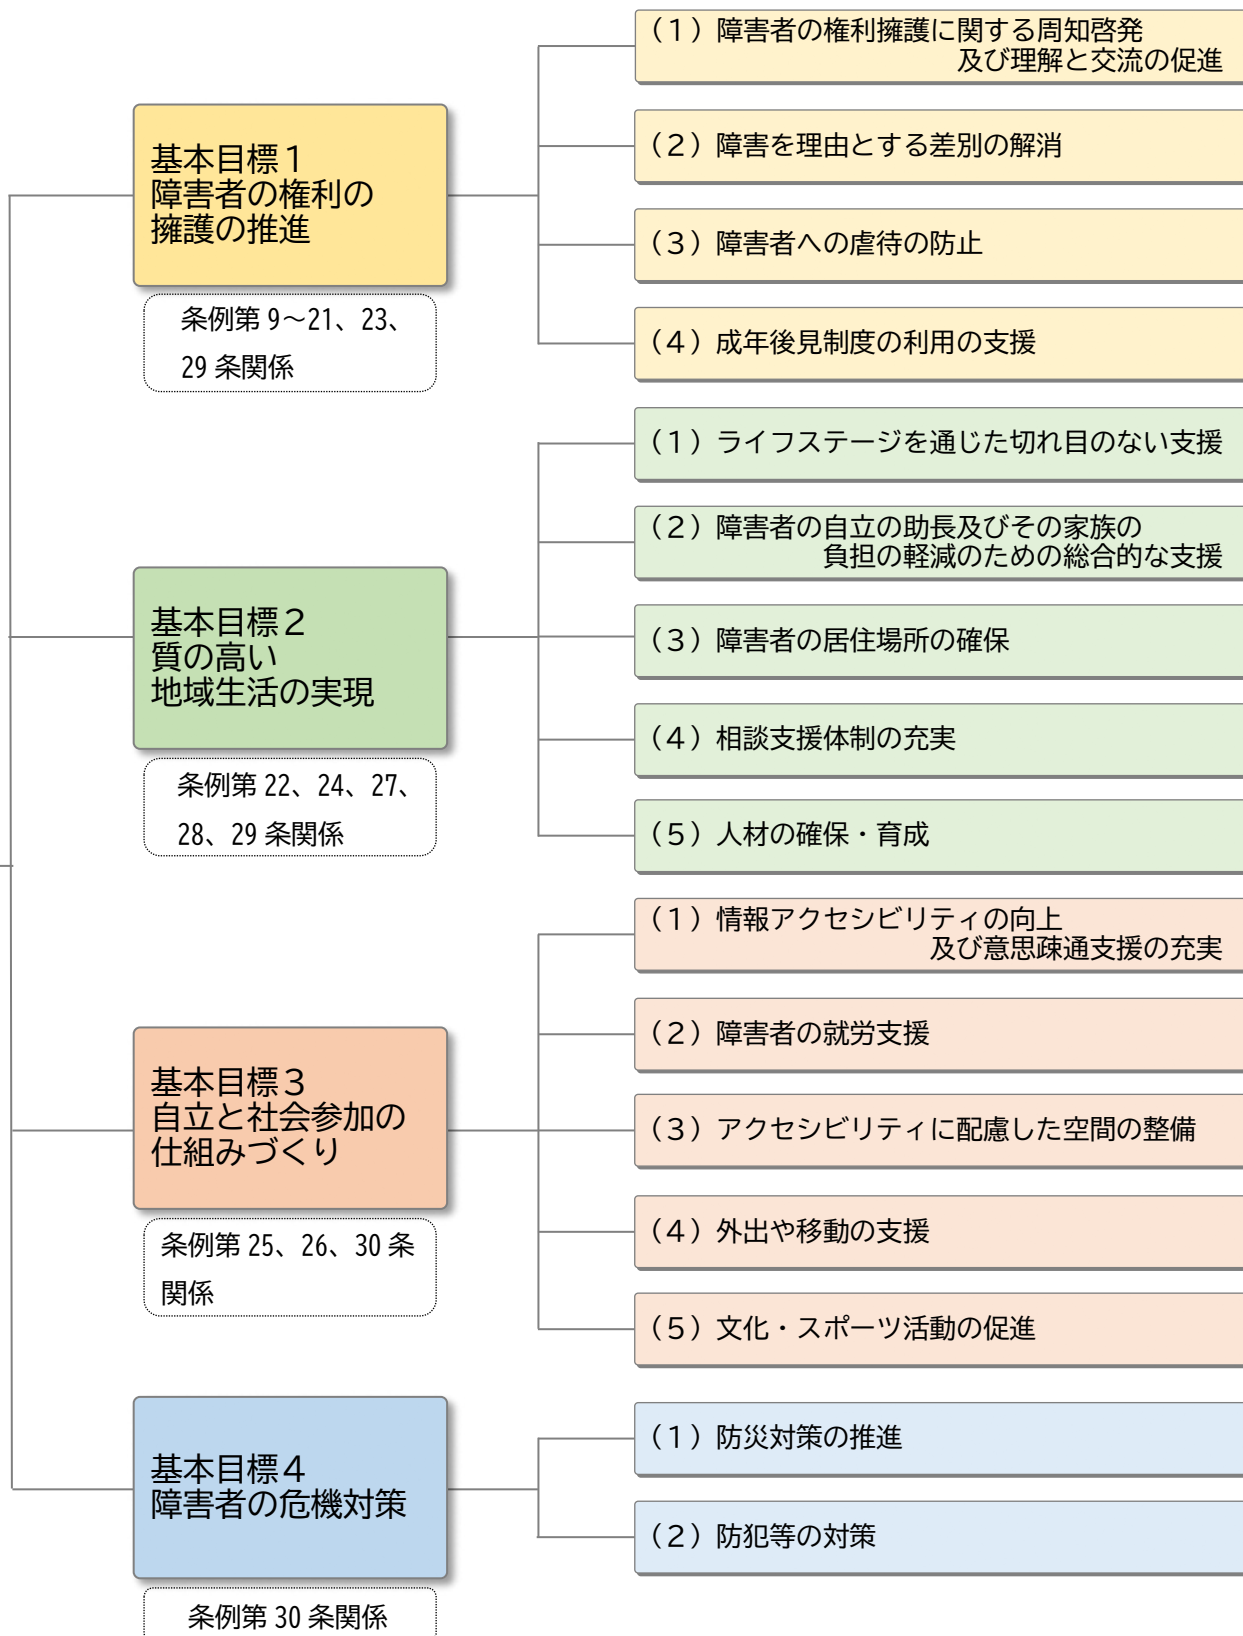 基本目標１
障害者の権利の
擁護の推進
条例第 9～21、23、
29 条関係
（１）障害者の権利擁護に関する周知啓発
及び理解と交流の促進
（２）障害を理由とする差別の解消
（３）障害者への虐待の防止
（４）成年後見制度の利用の支援
基本目標２
質の高い
地域生活の実現
条例第 22、24、27、
28、29 条関係
（１）ライフステージを通じた切れ目のない支援
（２）障害者の自立の助長及びその家族の
負担の軽減のための総合的な支援
（３）障害者の居住場所の確保
（４）相談支援体制の充実
（５）人材の確保・育成
基本目標３
自立と社会参加の
仕組みづくり
条例第 25、26、30 条
関係
（１）情報アクセシビリティの向上
及び意思疎通支援の充実
（２）障害者の就労支援
（３）アクセシビリティに配慮した空間の整備
（４）外出や移動の支援
（５）文化・スポーツ活動の促進
基本目標４
障害者の危機対策
条例第 30 条関係
（１）防災対策の推進
（２）防犯等の対策